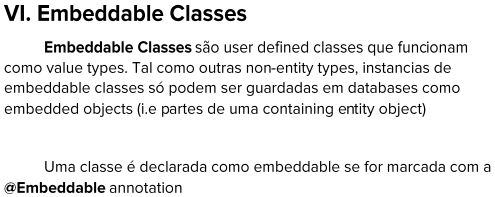 VI. Embeddable Classes
Embeddable Classes são user defined classes que funcionam
como value types. Tal como outras non-entity types, instancias de
embeddable classes só podem ser guardadas em databases como
embedded objects (i.e partes de uma containing entity object)
Uma classe é declarada como embeddable se for marcada com a
@Embeddable annotation